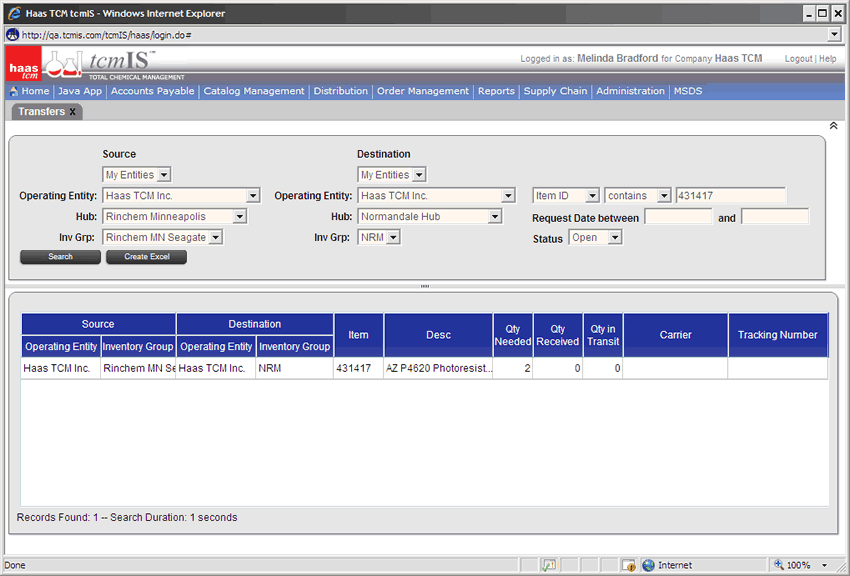 Haas TCM tcmIS - Windows Internet Explorer
http://qa.tcmis.com/tcmIS/haas/login.do#
haas
tcm
tcmIS™
TOTAL CHEMICAL MANAGEMENT
Logged in as: Melinda Bradford for Company Haas TCM
Logout | Help
Home | Java App | Accounts Payable | Catalog Management | Distribution | Order Management | Reports | Supply Chain | Administration | MSDS
Transfers X
Source Destination
My Entities My Entities
Operating Entity: Haas TCM Inc. Operating Entity: Haas TCM Inc. Item ID contains 431417
Hub: Rinchem Minneapolis Hub: Normandale Hub Request Date between and
Inv Grp: Rinchem MN Seagate Inv Grp: NRM Status Open
Search Create Excel
Source Destination Item Desc Qty Needed Qty Received Qty in Transit Carrier Tracking Number
Operating Entity Inventory Group Operating Entity Inventory Group
Haas TCM Inc. Rinchem MN Se Haas TCM Inc. NRM 431417 AZ P4620 Photoresist... 2 0 0
Records Found: 1 -- Search Duration: 1 seconds
Done Internet 100%